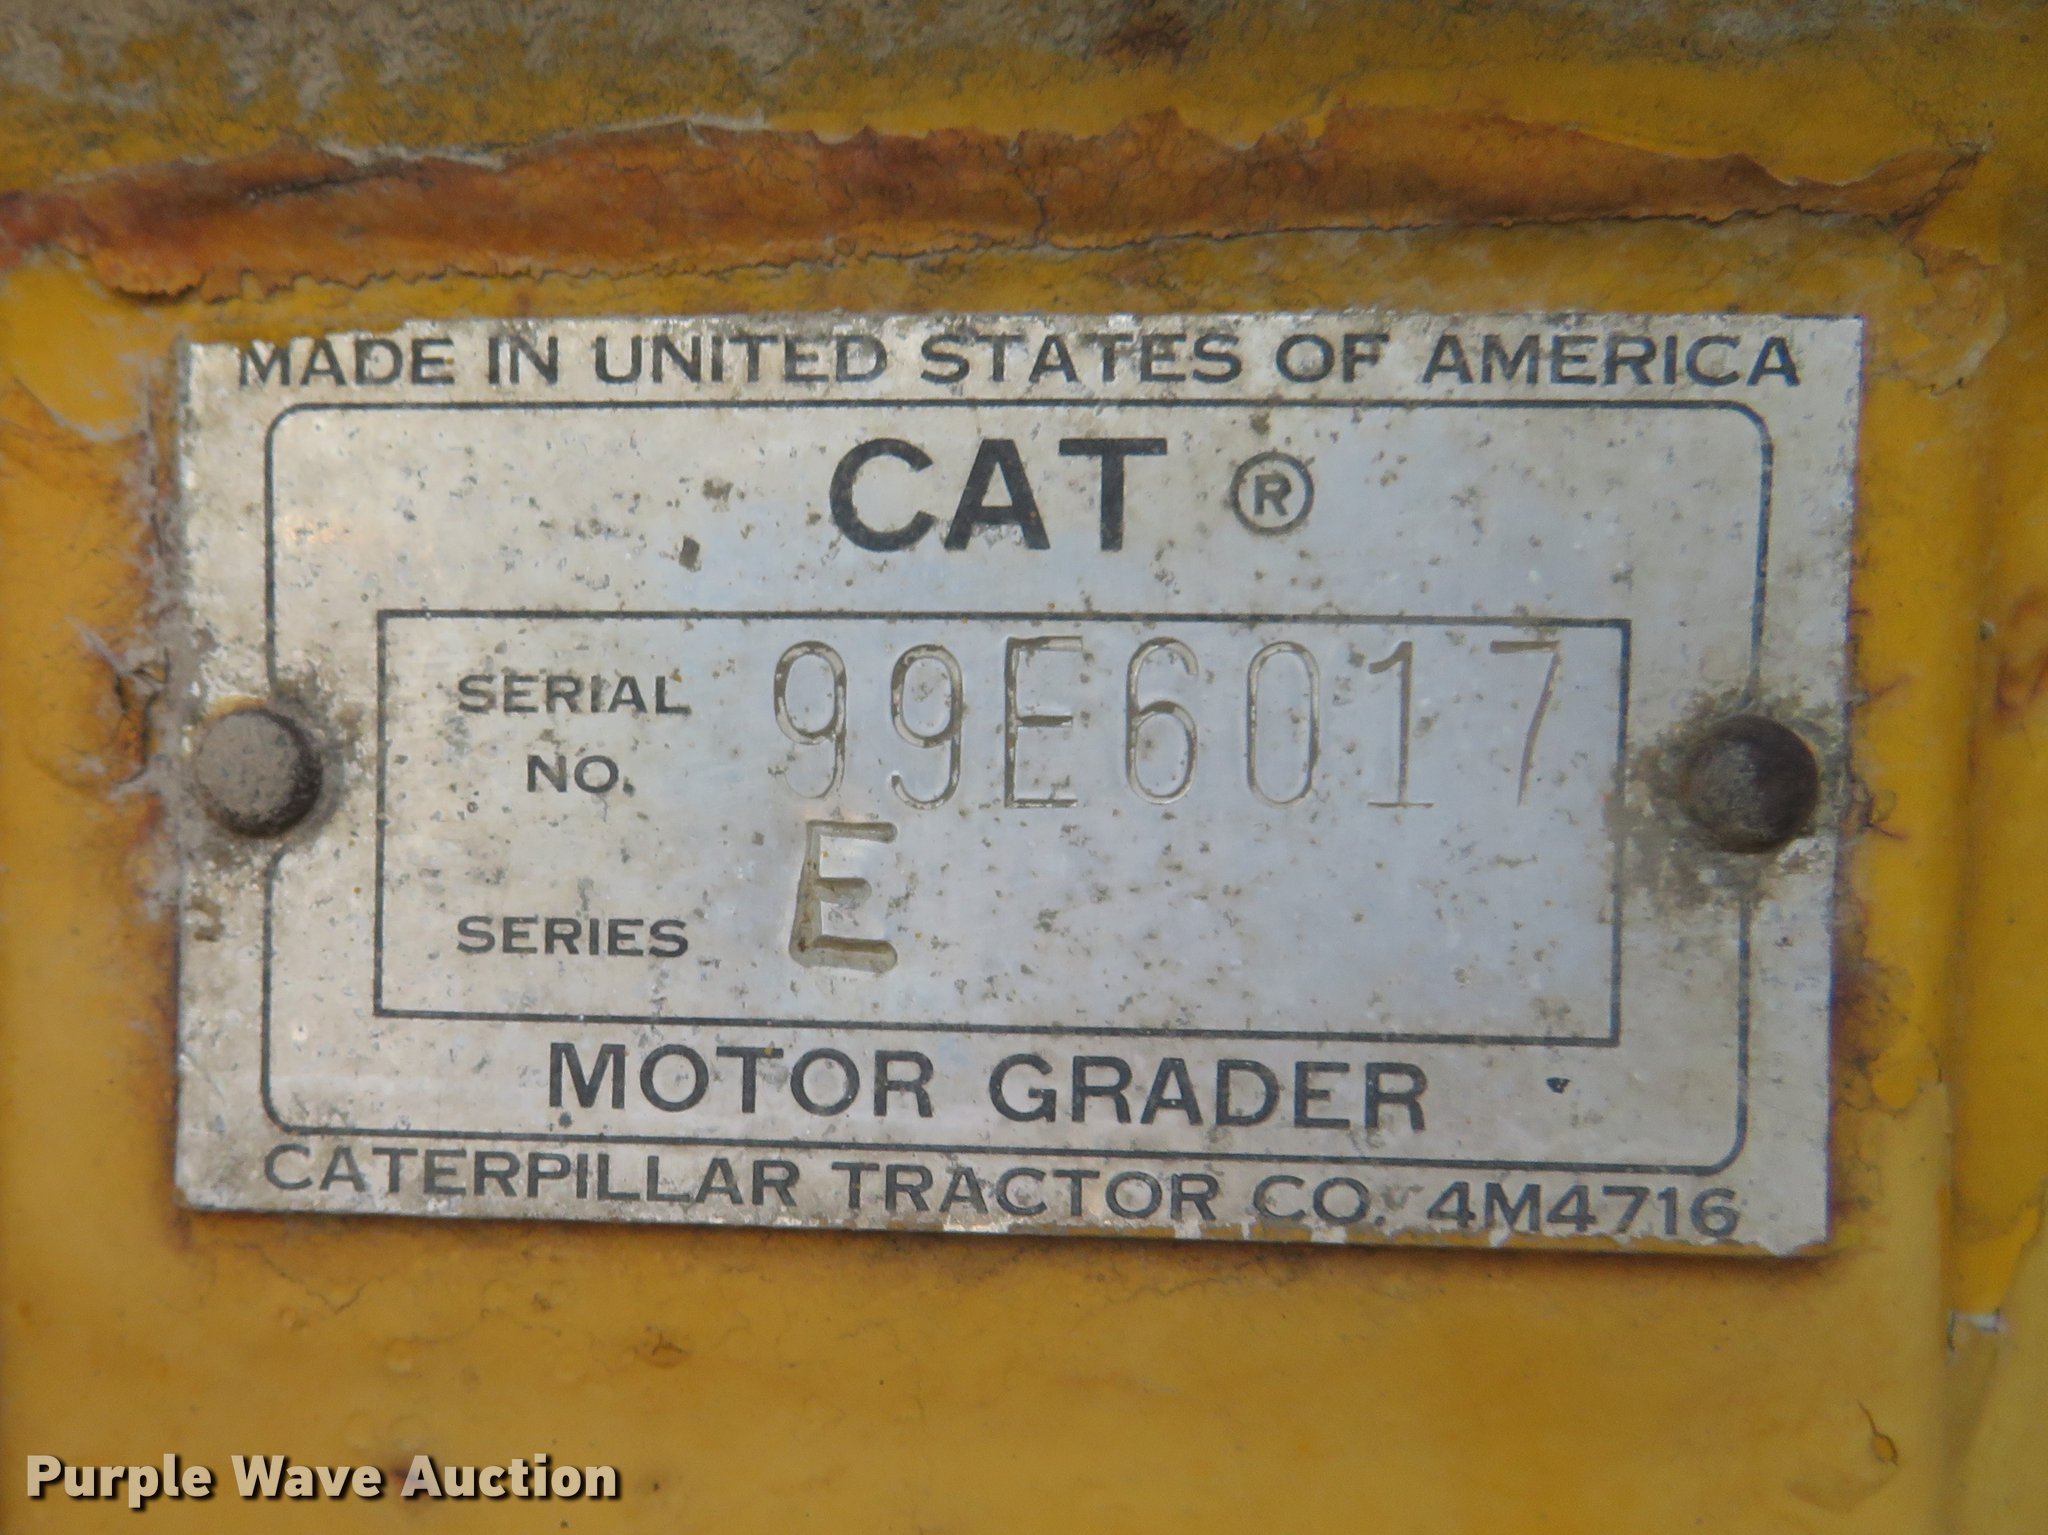 MADE IN UNITED STATES OF AMERICA
CAT ®
SERIAL NO. 99E6017
SERIES E
MOTOR GRADER
CATERPILLAR TRACTOR CO. 4M4716
Purple Wave Auction